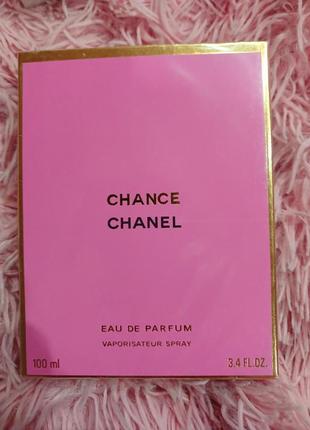 CHANCE
CHANEL
EAU DE PARFUM
VAPORISATEUR SPRAY
100 ml 3.4 FL.OZ.